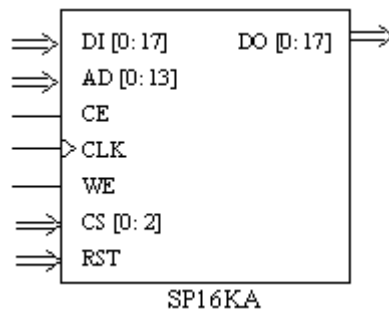 DI [0: 17] DO [0: 17]
AD [0: 13]
CE
CLK
WE
CS [0: 2]
RST
SP16KA